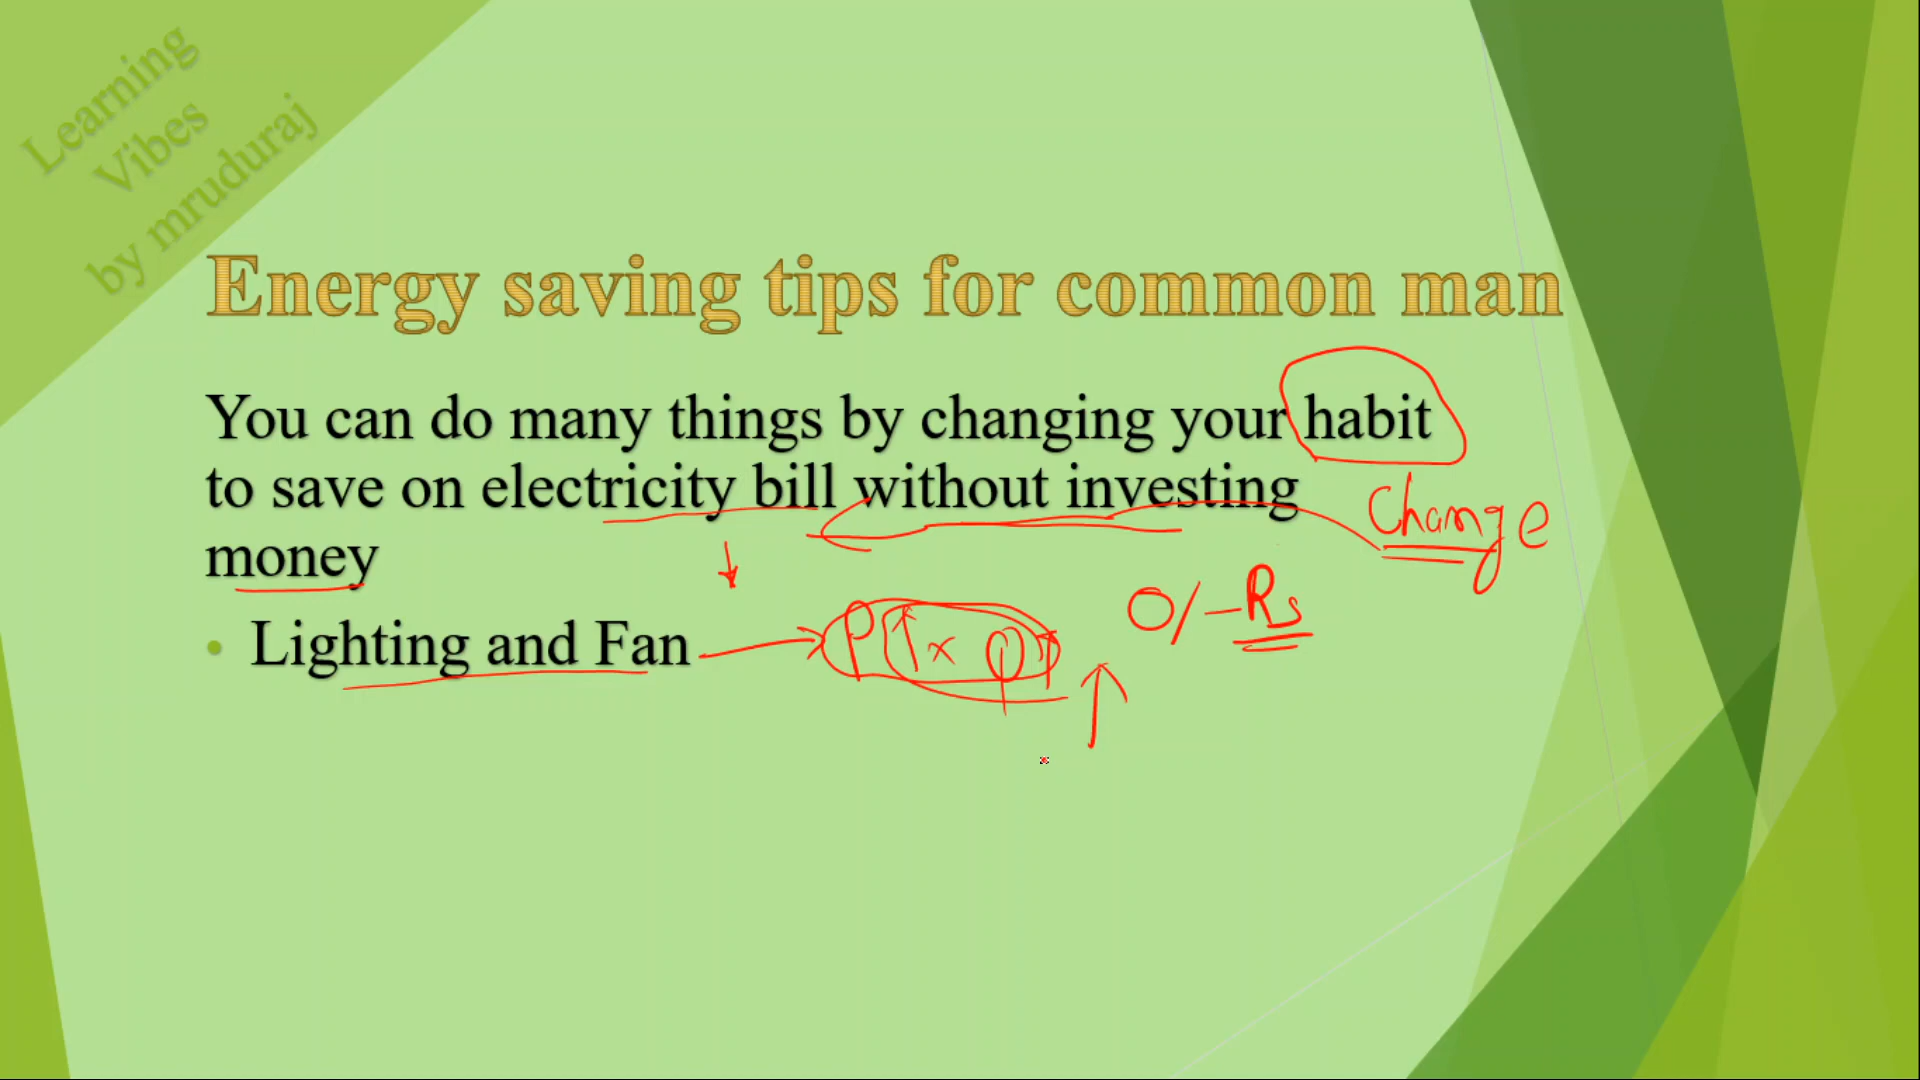 Learning
Vibes
by mruduraj
Energy saving tips for common man
You can do many things by changing your habit
to save on electricity bill without investing
money
Change
0/- Rs
• Lighting and Fan